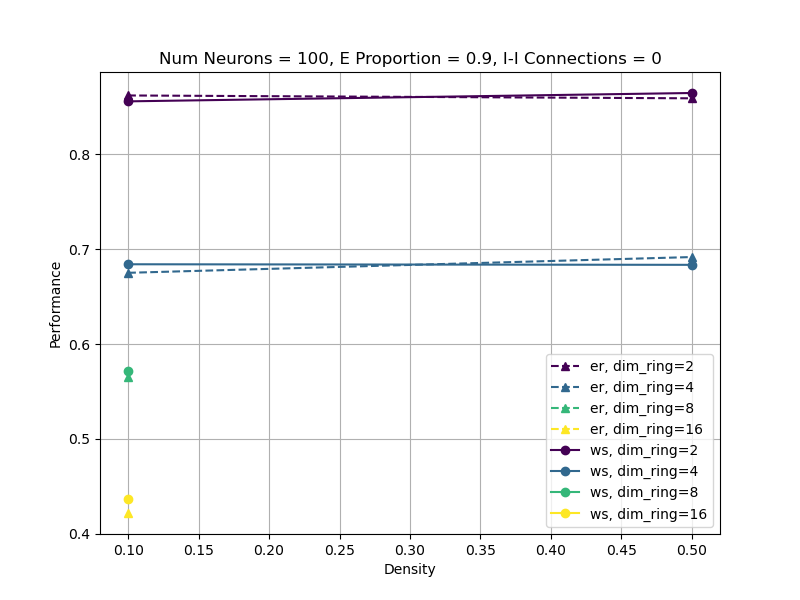 Num Neurons = 100, E Proportion = 0.9, I-I Connections = 0
Performance
0.8
0.7
0.6
0.5
0.4
er, dim_ring=2
er, dim_ring=4
er, dim_ring=8
er, dim_ring=16
ws, dim_ring=2
ws, dim_ring=4
ws, dim_ring=8
ws, dim_ring=16
0.10 0.15 0.20 0.25 0.30 0.35 0.40 0.45 0.50
Density